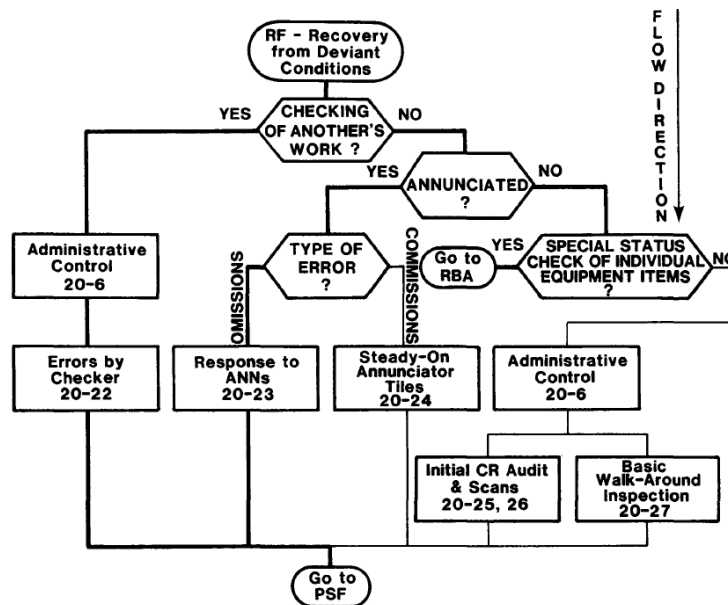 RF - Recovery
from Deviant
Conditions
FLOW DIRECTION
YES
CHECKING
OF ANOTHER'S
WORK ?
NO
YES
ANNUNCIATED
?
NO
Administrative
Control
20-6
OMISSIONS
TYPE OF
ERROR
?
COMMISSIONS
Go to
RBA
YES
SPECIAL STATUS
CHECK OF INDIVIDUAL
EQUIPMENT ITEMS
?
NO
Errors by
Checker
20-22
Response to
ANNs
20-23
Steady-On
Annunciator
Tiles
20-24
Administrative
Control
20-6
Initial CR Audit
& Scans
20-25, 26
Basic
Walk-Around
Inspection
20-27
Go to
PSF